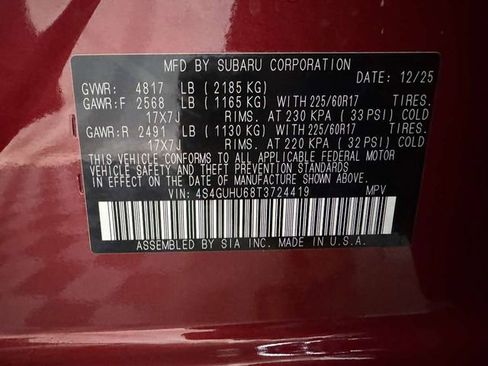 MFD BY SUBARU CORPORATION
DATE: 12/25
GVWR: 4817 LB (2185 KG)
GAWR:F 2568 LB (1165 KG) WITH 225/60R17 TIRES.
17X7J RIMS. AT 230 KPA (33 PSI) COLD
GAWR:R 2491 LB (1130 KG) WITH 225/60R17 TIRES.
17X7J RIMS. AT 220 KPA (32 PSI) COLD
THIS VEHICLE CONFORMS TO ALL APPLICABLE FEDERAL MOTOR
VEHICLE SAFETY AND THEFT PREVENTION STANDARDS
IN EFFECT ON THE DATE OF MANUFACTURE SHOWN ABOVE.
VIN: 4S4GUHU68T3724419 MPV
ASSEMBLED BY SIA INC. MADE IN U.S.A.